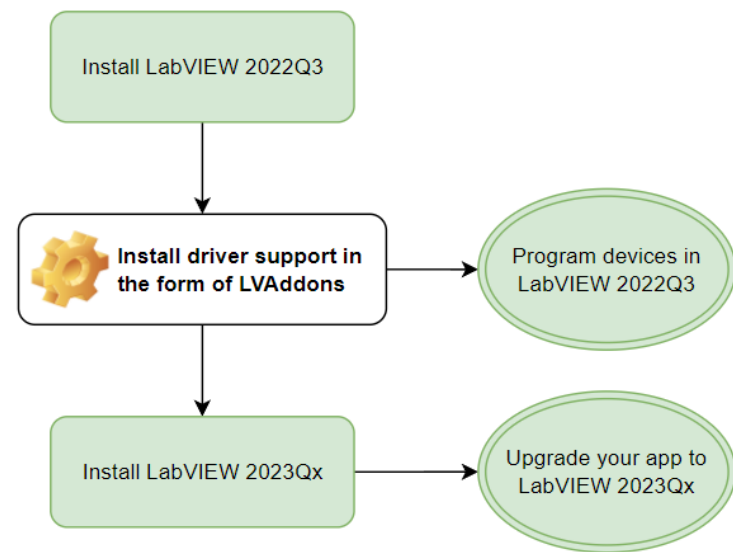 Install LabVIEW 2022Q3
Install driver support in
the form of LVAddons
Program devices in
LabVIEW 2022Q3
Install LabVIEW 2023Qx
Upgrade your app to
LabVIEW 2023Qx